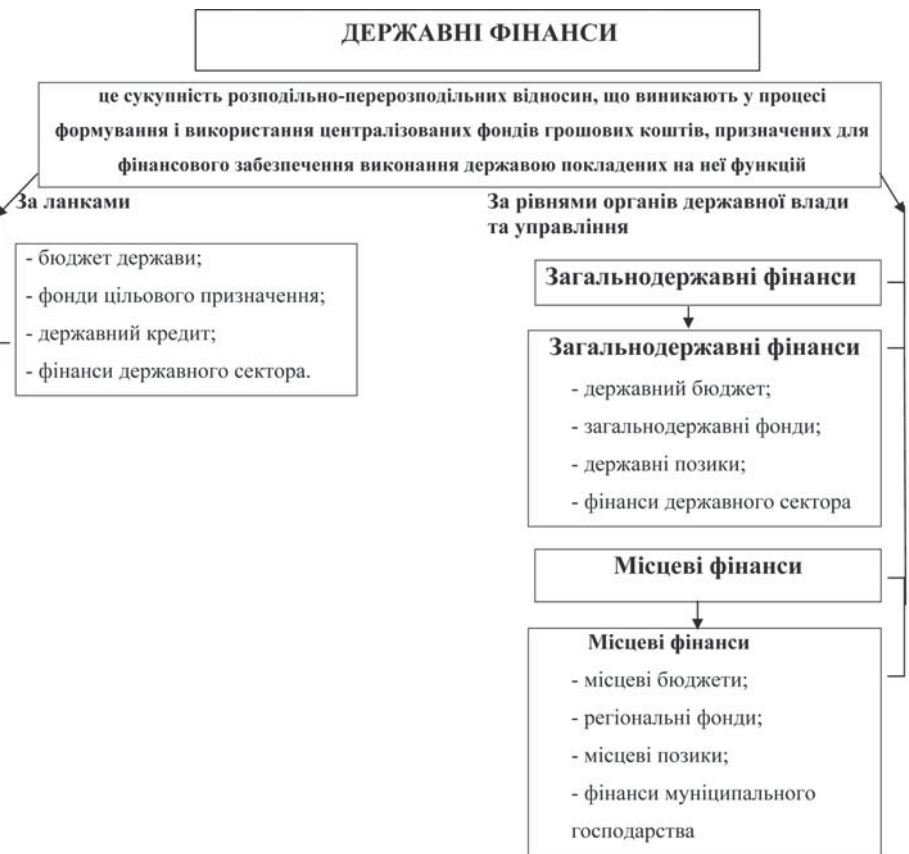 ДЕРЖАВНІ ФІНАНСИ
це сукупність розподільно-перерозподільних відносин, що виникають у процесі
формування і використання централізованих фондів грошових коштів, призначених для
фінансового забезпечення виконання державою покладених на неї функцій
За ланками
- бюджет держави;
- фонди цільового призначення;
- державний кредит;
- фінанси державного сектора.
За рівнями органів державної влади
та управління
Загальнодержавні фінанси
Загальнодержавні фінанси
- державний бюджет;
- загальнодержавні фонди;
- державні позики;
- фінанси державного сектора
Місцеві фінанси
Місцеві фінанси
- місцеві бюджети;
- регіональні фонди;
- місцеві позики;
- фінанси муніципального
господарства